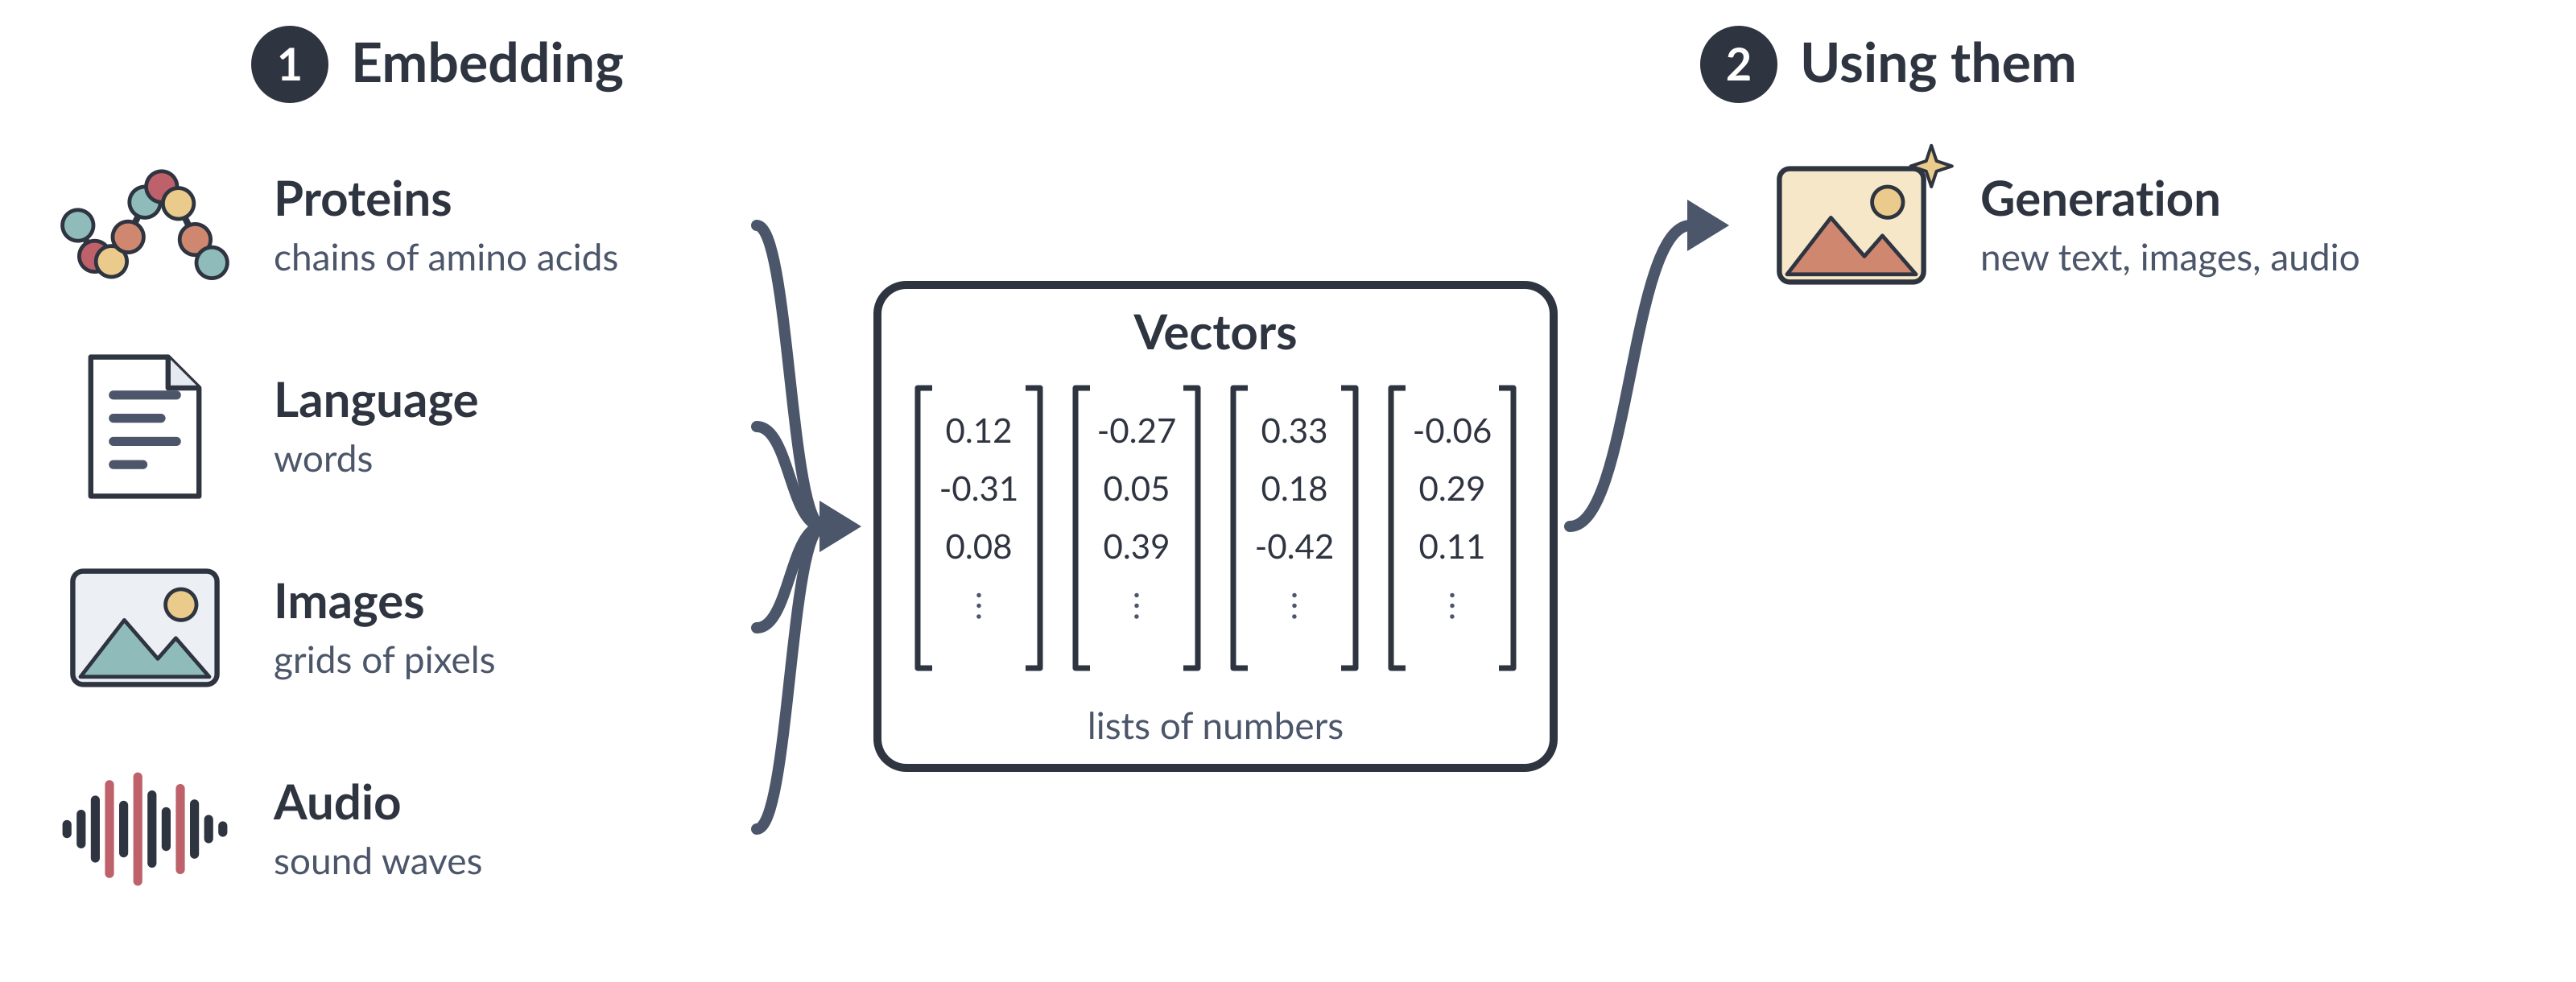 1 Embedding
2 Using them
Proteins
chains of amino acids
Language
words
Images
grids of pixels
Audio
sound waves
Vectors
0.12 -0.27 0.33 -0.06
-0.31 0.05 0.18 0.29
0.08 0.39 -0.42 0.11
⋮ ⋮ ⋮ ⋮
lists of numbers
Generation
new text, images, audio